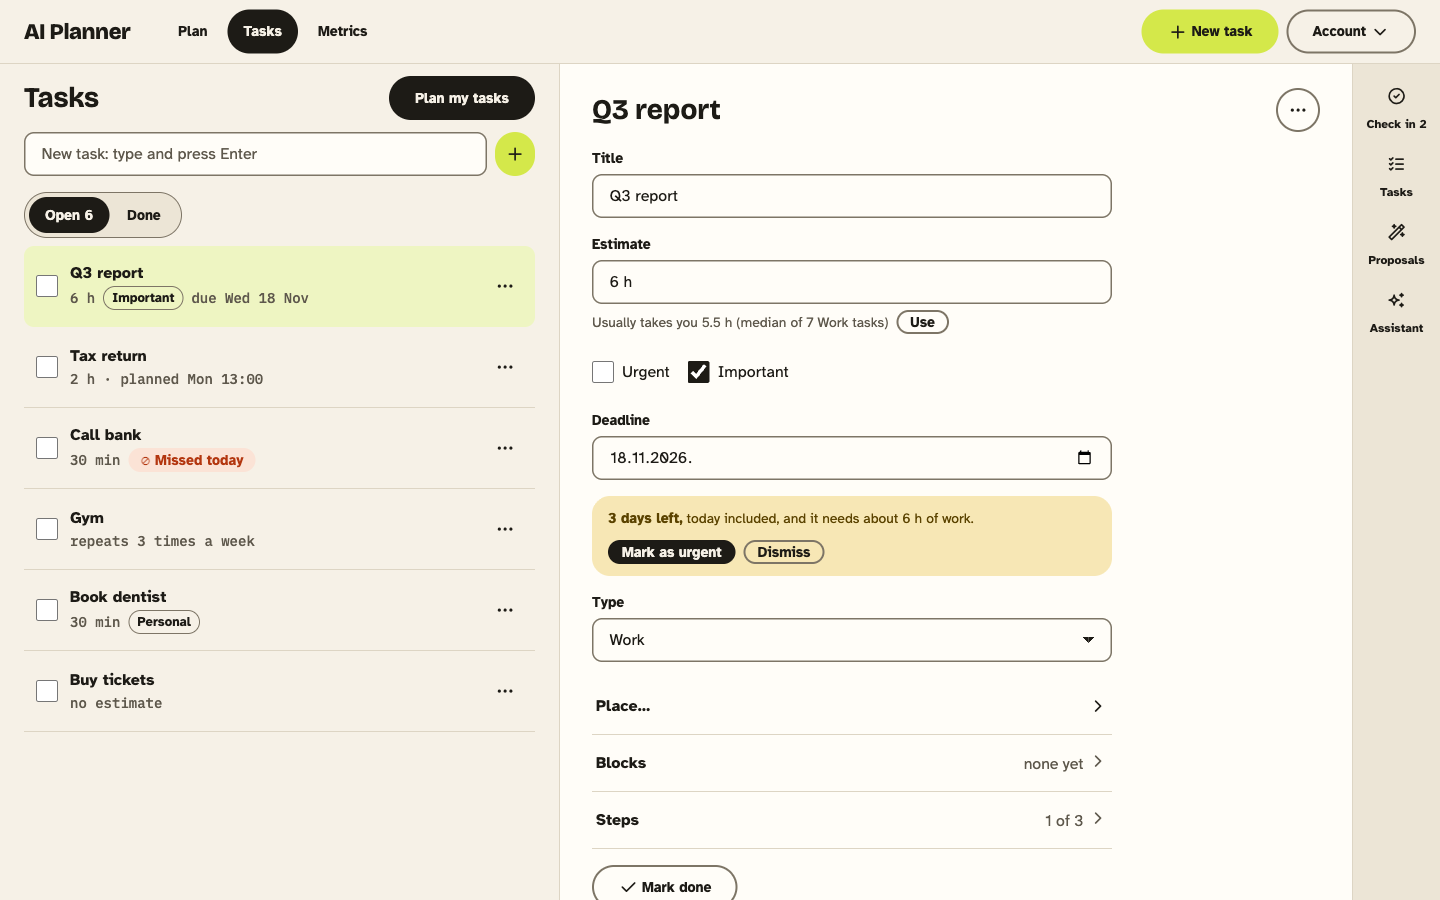 AI Planner
Plan
Tasks
Metrics
New task
Account
Tasks
Plan my tasks
New task: type and press Enter
Open 6
Done
Q3 report
6 h Important due Wed 18 Nov
Tax return
2 h · planned Mon 13:00
Call bank
30 min Missed today
Gym
repeats 3 times a week
Book dentist
30 min Personal
Buy tickets
no estimate
Q3 report
Title
Q3 report
Estimate
6 h
Usually takes you 5.5 h (median of 7 Work tasks) Use
Urgent
Important
Deadline
18.11.2026.
3 days left, today included, and it needs about 6 h of work.
Mark as urgent
Dismiss
Type
Work
Place...
Blocks
none yet
Steps
1 of 3
Mark done
Check in 2
Tasks
Proposals
Assistant